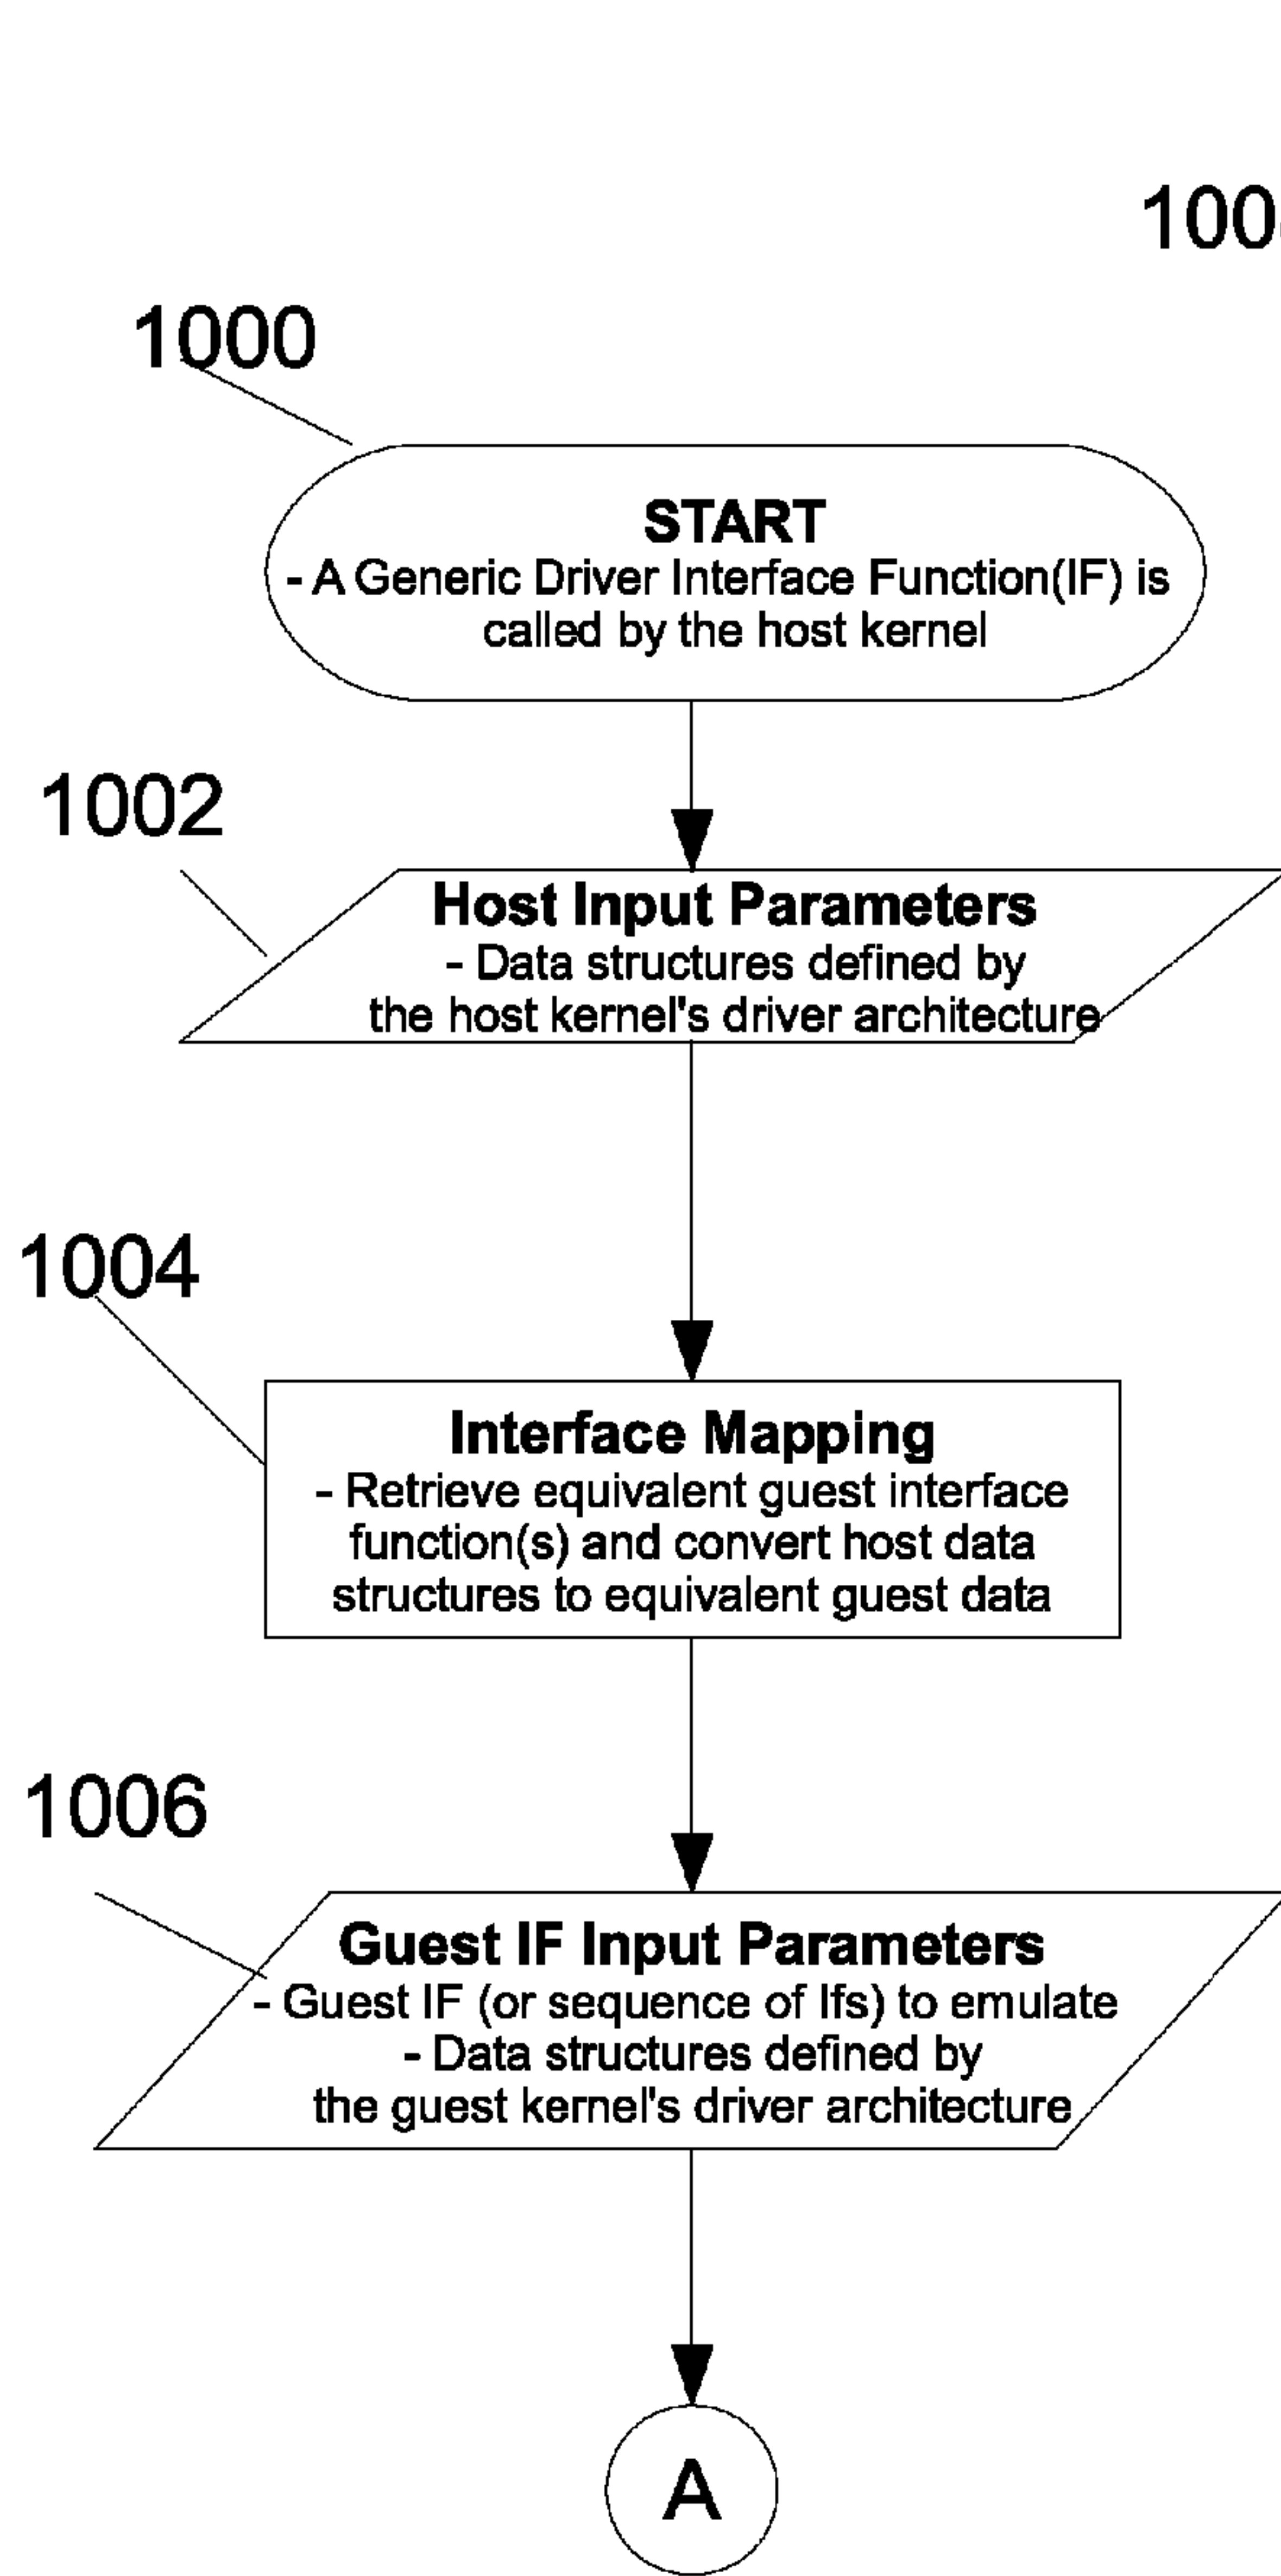 1000
START
- A Generic Driver Interface Function(IF) is
called by the host kernel
1002
Host Input Parameters
- Data structures defined by
the host kernel's driver architecture
1004
Interface Mapping
- Retrieve equivalent guest interface
function(s) and convert host data
structures to equivalent guest data
1006
Guest IF Input Parameters
- Guest IF (or sequence of Ifs) to emulate
- Data structures defined by
the guest kernel's driver architecture
A